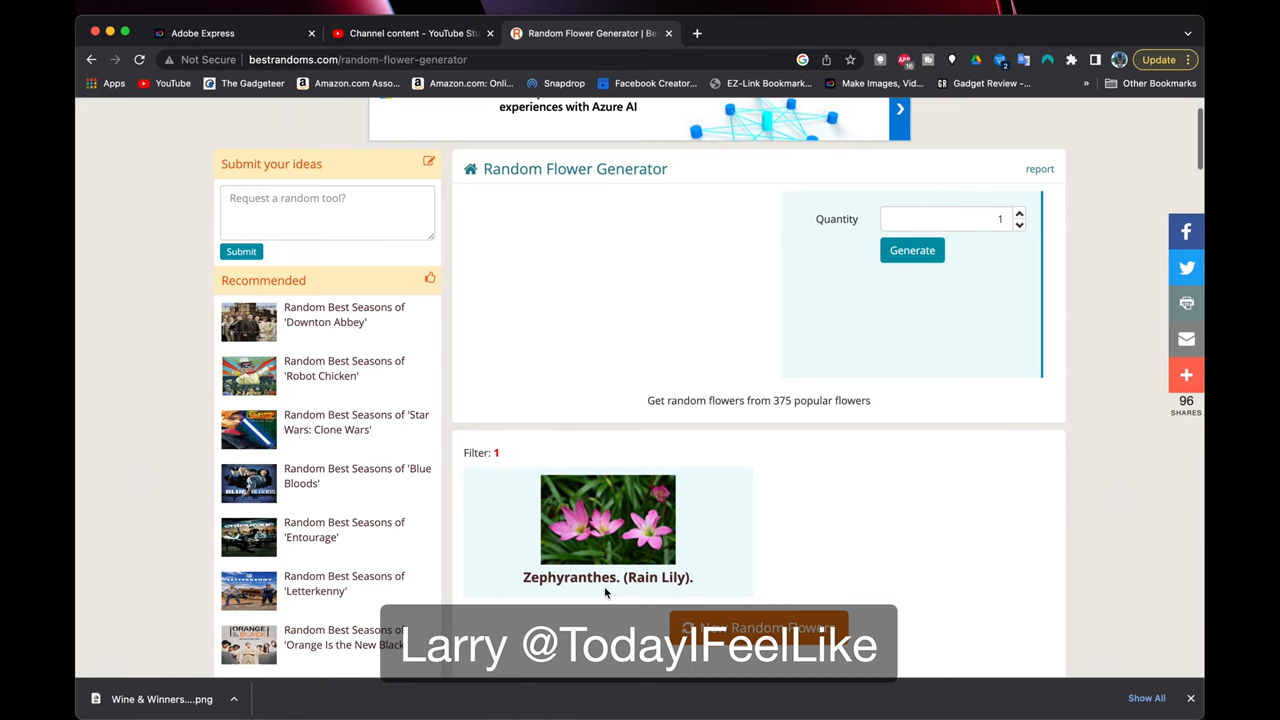 Adobe Express
Channel content - YouTube Stu
Random Flower Generator | Be
Not Secure
bestrandoms.com/random-flower-generator
Update
Apps
YouTube
The Gadgeteer
Amazon.com Asso...
Amazon.com: Onli...
Snapdrop
Facebook Creator...
EZ-Link Bookmark...
Make Images, Vid...
Gadget Review -...
»
Other Bookmarks
experiences with Azure AI
Submit your ideas
Request a random tool?
Submit
Recommended
Random Best Seasons of
'Downton Abbey'
Random Best Seasons of
'Robot Chicken'
Random Best Seasons of 'Star
Wars: Clone Wars'
Random Best Seasons of 'Blue
Bloods'
Random Best Seasons of
'Entourage'
Random Best Seasons of
'Letterkenny'
Random Best Seasons of
'Orange Is the New Black
Random Flower Generator
report
Quantity
1
Generate
Get random flowers from 375 popular flowers
Filter: 1
Zephyranthes. (Rain Lily).
New Random Flowers
96
SHARES
Larry @TodayIFeelLike
Wine & Winners....png
Show All